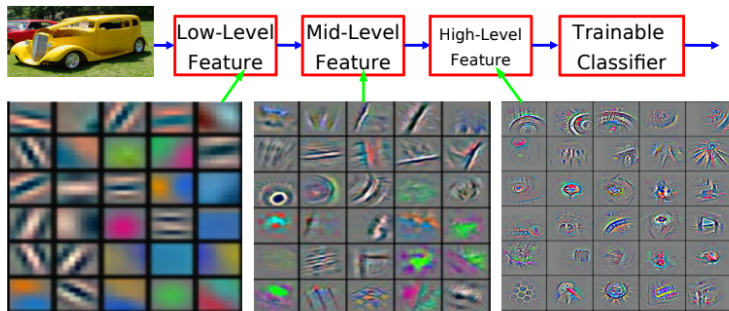 Low-Level
Feature
Mid-Level
Feature
High-Level
Feature
Trainable
Classifier